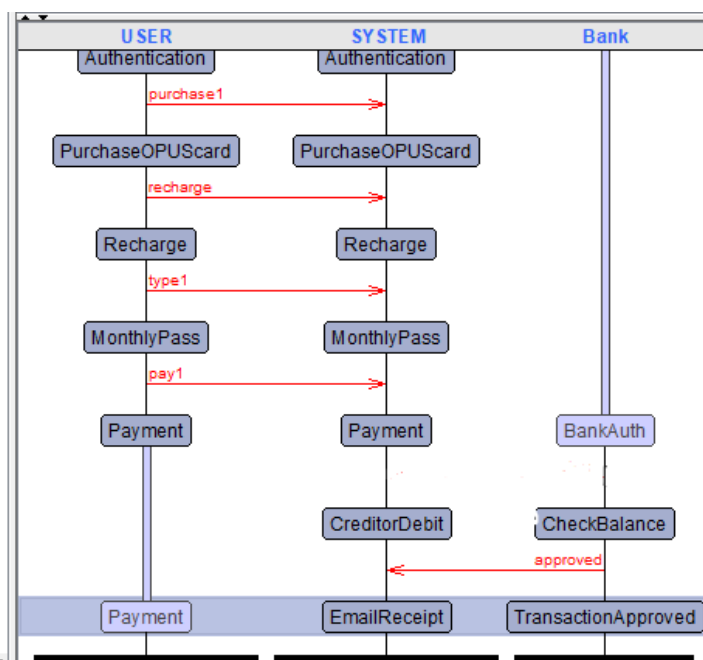 USER SYSTEM Bank
Authentication Authentication
purchase1
PurchaseOPUScard PurchaseOPUScard
recharge
Recharge Recharge
type1
MonthlyPass MonthlyPass
pay1
Payment Payment BankAuth
CreditorDebit CheckBalance
approved
Payment EmailReceipt TransactionApproved